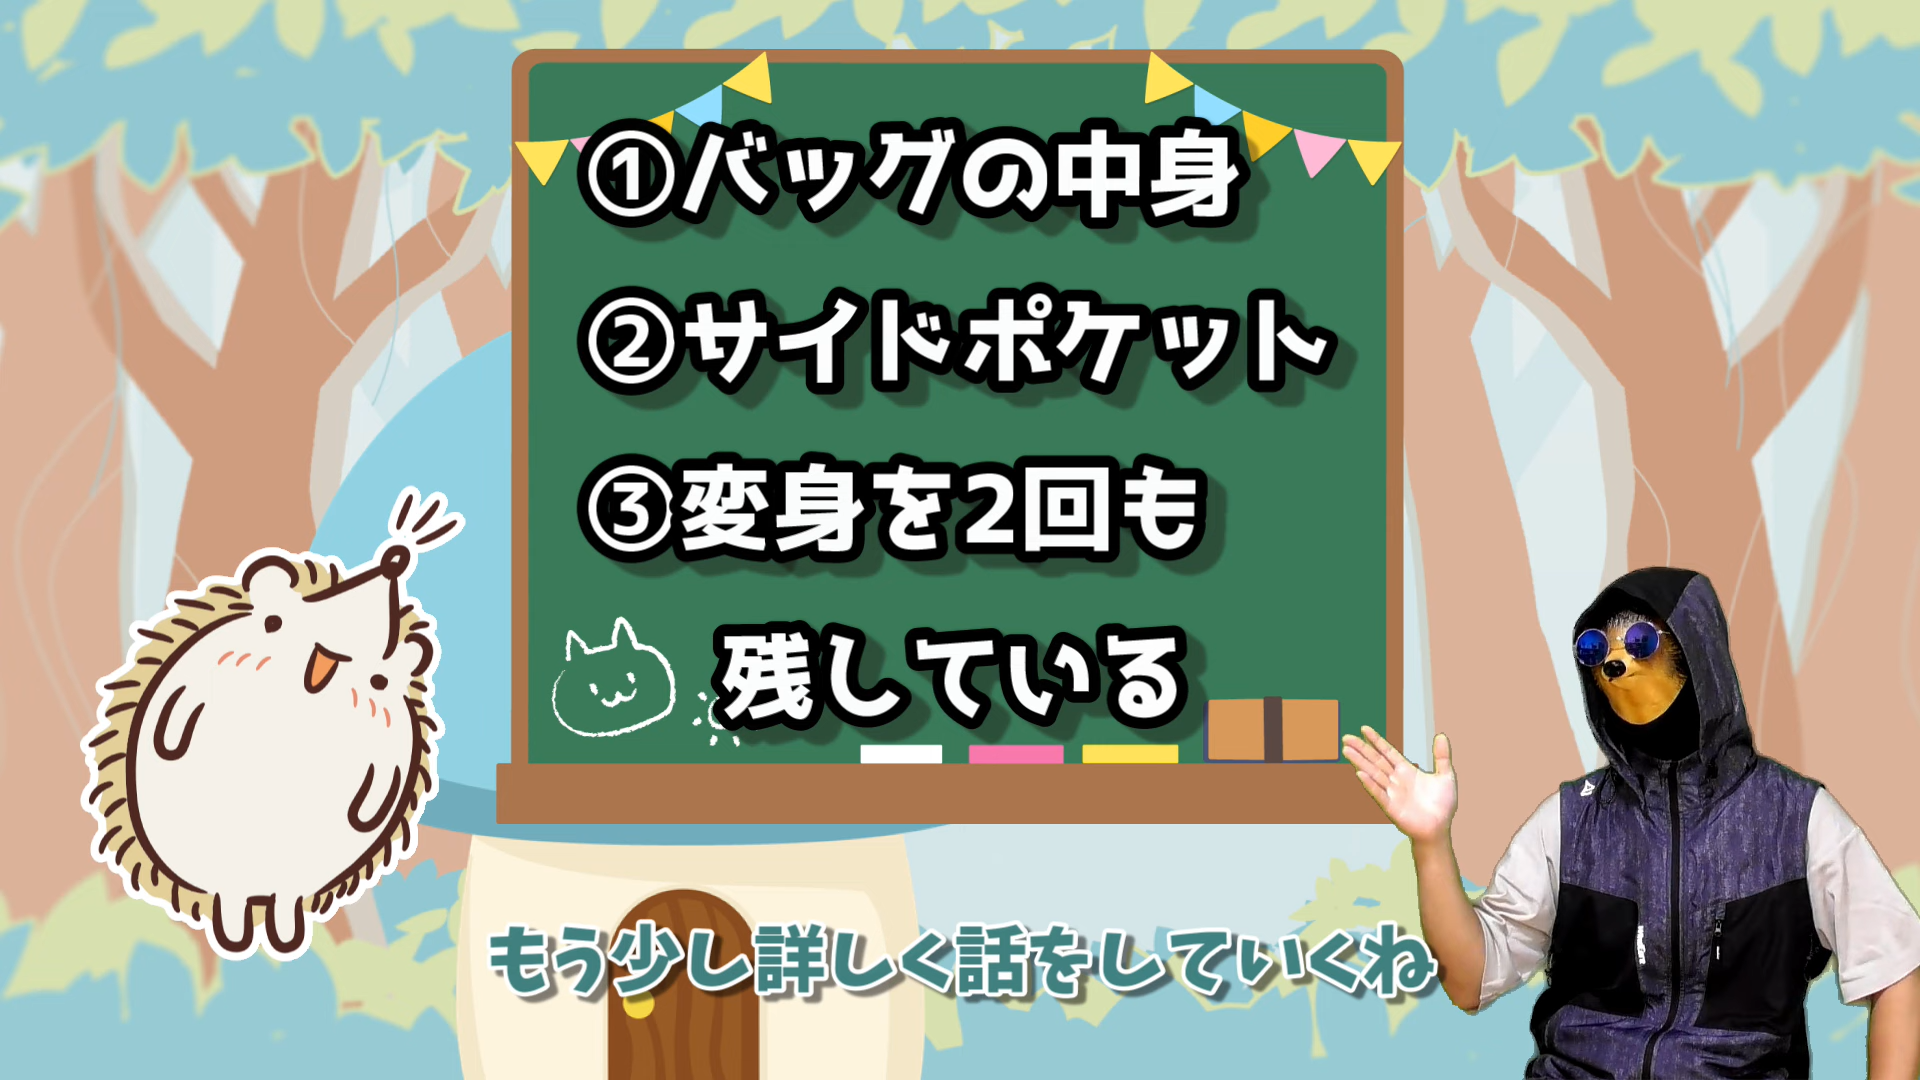 ①バッグの中身
②サイドポケット
③変身を2回も
残している
もう少し詳しく話をしていくね